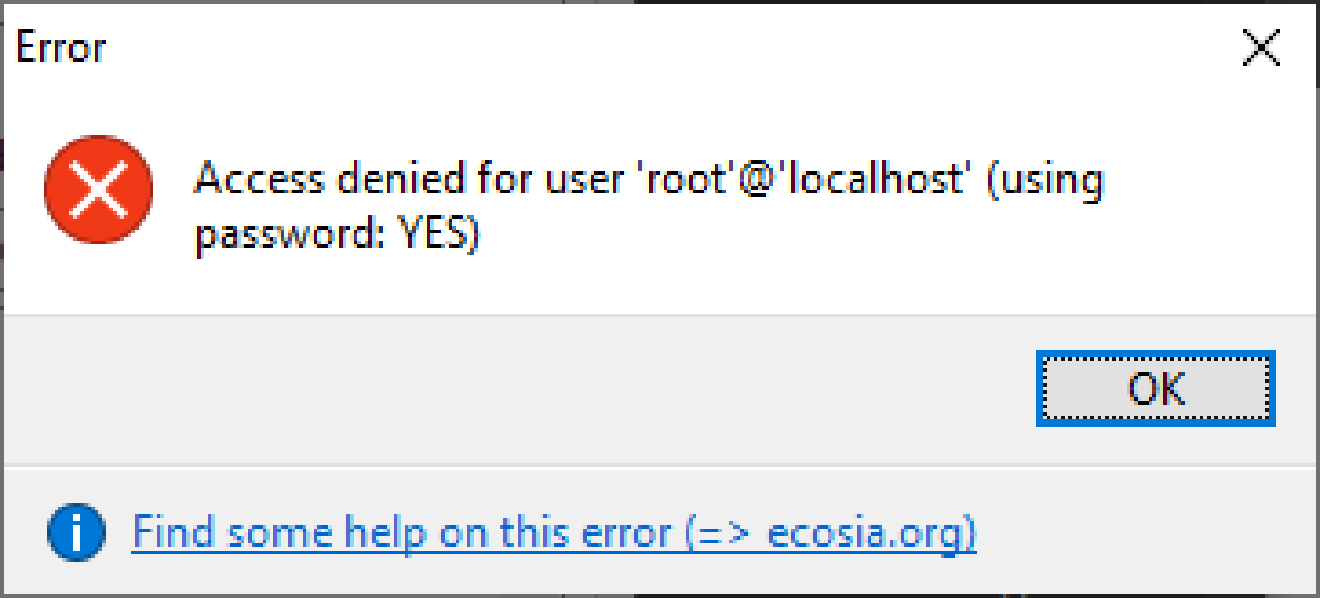 Error
Access denied for user 'root'@'localhost' (using
password: YES)
OK
Find some help on this error (=> ecosia.org)